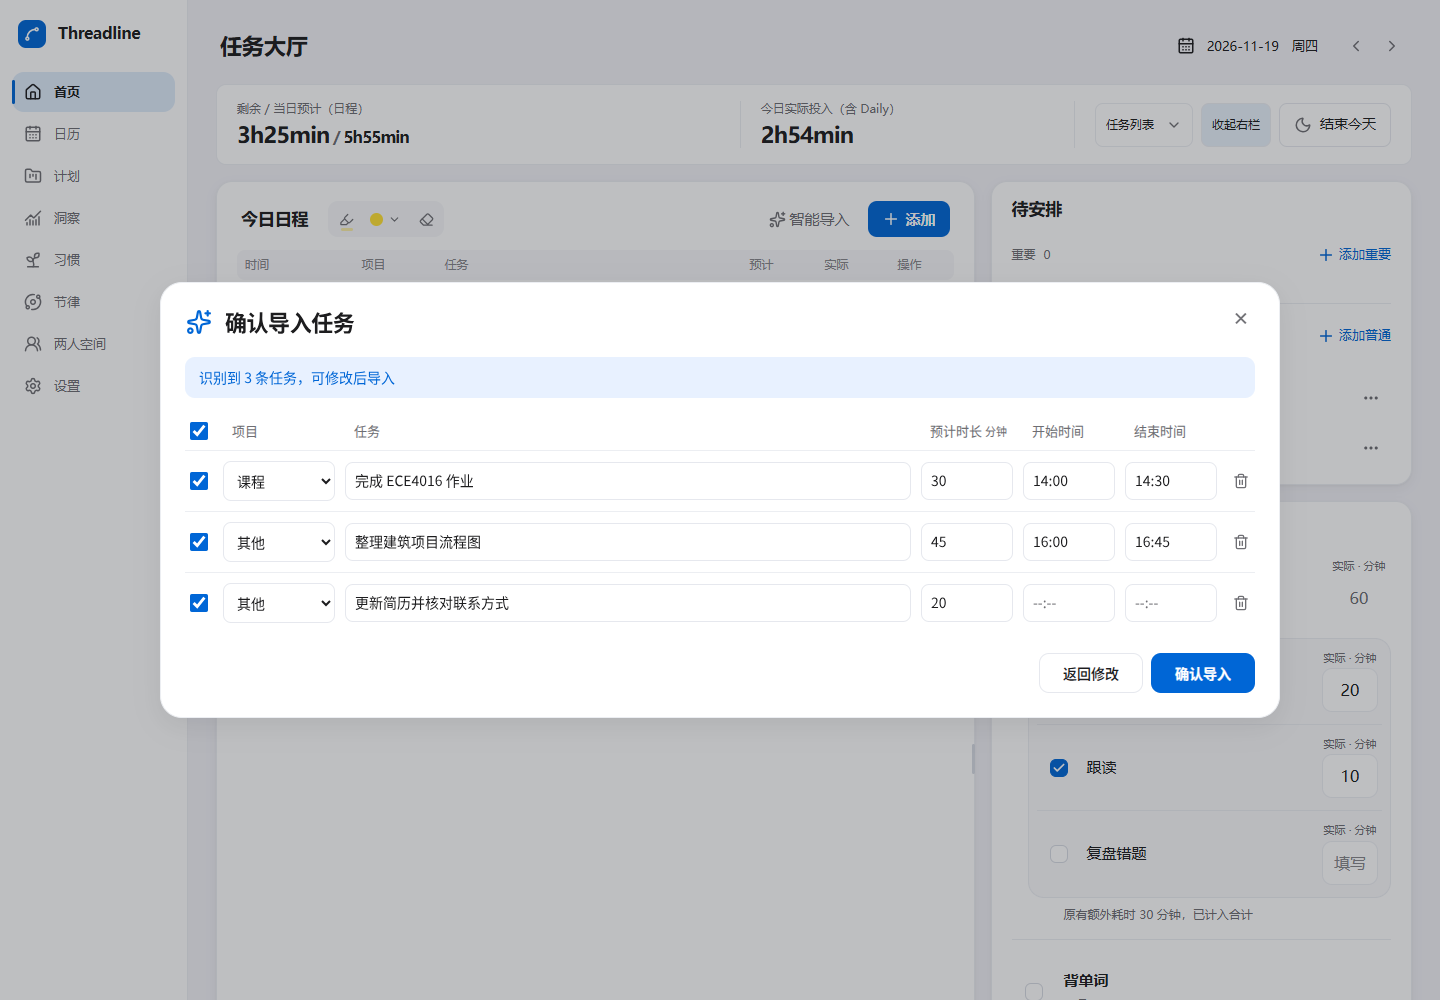 Threadline
首页
日历
计划
洞察
习惯
节律
两人空间
设置
任务大厅
2026-11-19 周四
剩余 / 当日预计（日程）
3h25min / 5h55min
今日实际投入（含 Daily）
2h54min
任务列表
收起右栏
结束今天
今日日程
智能导入
添加
时间 项目 任务 预计 实际 操作
待安排
重要 0
添加重要
添加普通
确认导入任务
识别到 3 条任务，可修改后导入
项目 任务 预计时长 分钟 开始时间 结束时间
课程 完成 ECE4016 作业 30 14:00 14:30
其他 整理建筑项目流程图 45 16:00 16:45
其他 更新简历并核对联系方式 20 --:-- --:--
返回修改
确认导入
实际 · 分钟
60
实际 · 分钟
20
实际 · 分钟
跟读 10
实际 · 分钟
复盘错题 填写
原有额外耗时 30 分钟，已计入合计
背单词